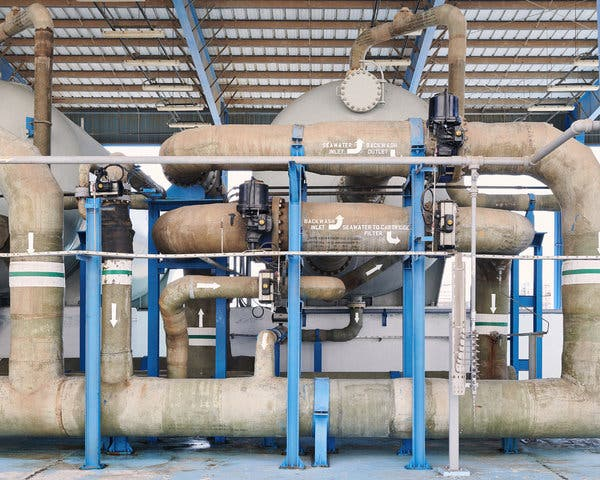 SEAWATER
INLET
BACKWASH
OUTLET
BACKWASH
INLET
SEAWATER TO CARTRIDGE
FILTER